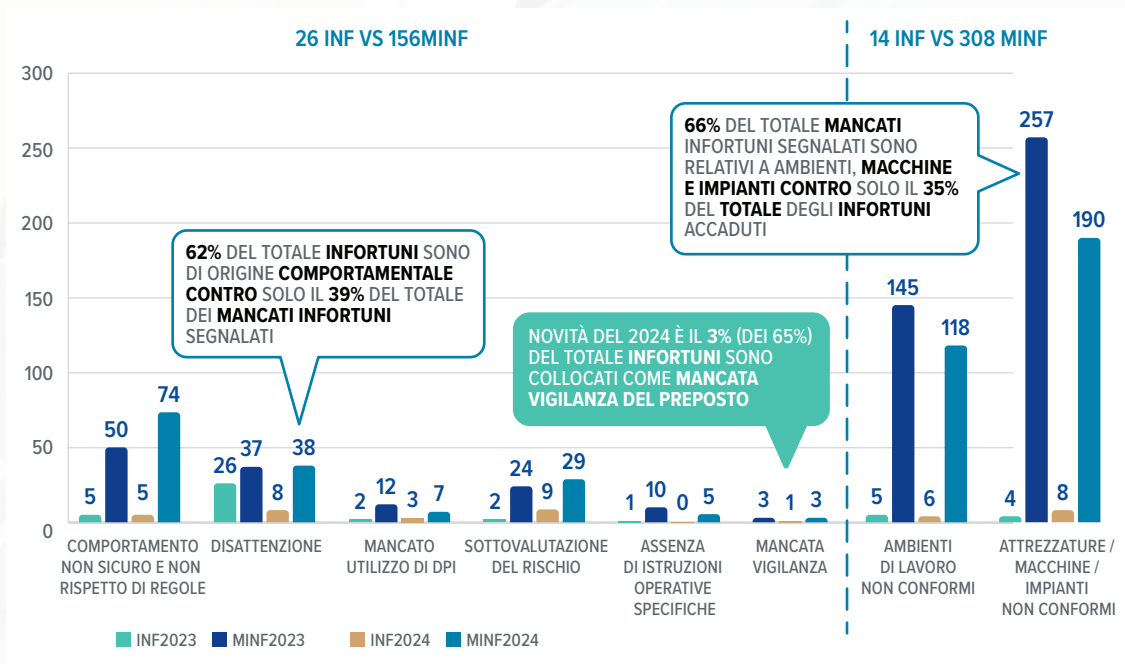 26 INF VS 156MINF
14 INF VS 308 MINF
300
250
200
150
100
50
0
66% DEL TOTALE MANCATI
INFORTUNI SEGNALATI SONO
RELATIVI A AMBIENTI, MACCHINE
E IMPIANTI CONTRO SOLO IL 35%
DEL TOTALE DEGLI INFORTUNI
ACCADUTI
62% DEL TOTALE INFORTUNI SONO
DI ORIGINE COMPORTAMENTALE
CONTRO SOLO IL 39% DEL TOTALE
DEI MANCATI INFORTUNI
SEGNALATI
NOVITÀ DEL 2024 È IL 3% (DEI 65%)
DEL TOTALE INFORTUNI SONO
COLLOCATI COME MANCATA
VIGILANZA DEL PREPOSTO
5 50 5 74
26 37 8 38
2 12 3 7
2 24 9 29
1 10 0 5
3 1 3
5 145 6 118
4 257 8 190
COMPORTAMENTO
NON SICURO E NON
RISPETTO DI REGOLE
DISATTENZIONE
MANCATO
UTILIZZO DI DPI
SOTTOVALUTAZIONE
DEL RISCHIO
ASSENZA
DI ISTRUZIONI
OPERATIVE
SPECIFICHE
MANCATA
VIGILANZA
AMBIENTI
DI LAVORO
NON CONFORMI
ATTREZZATURE /
MACCHINE /
IMPIANTI
NON CONFORMI
INF2023 MINF2023 INF2024 MINF2024